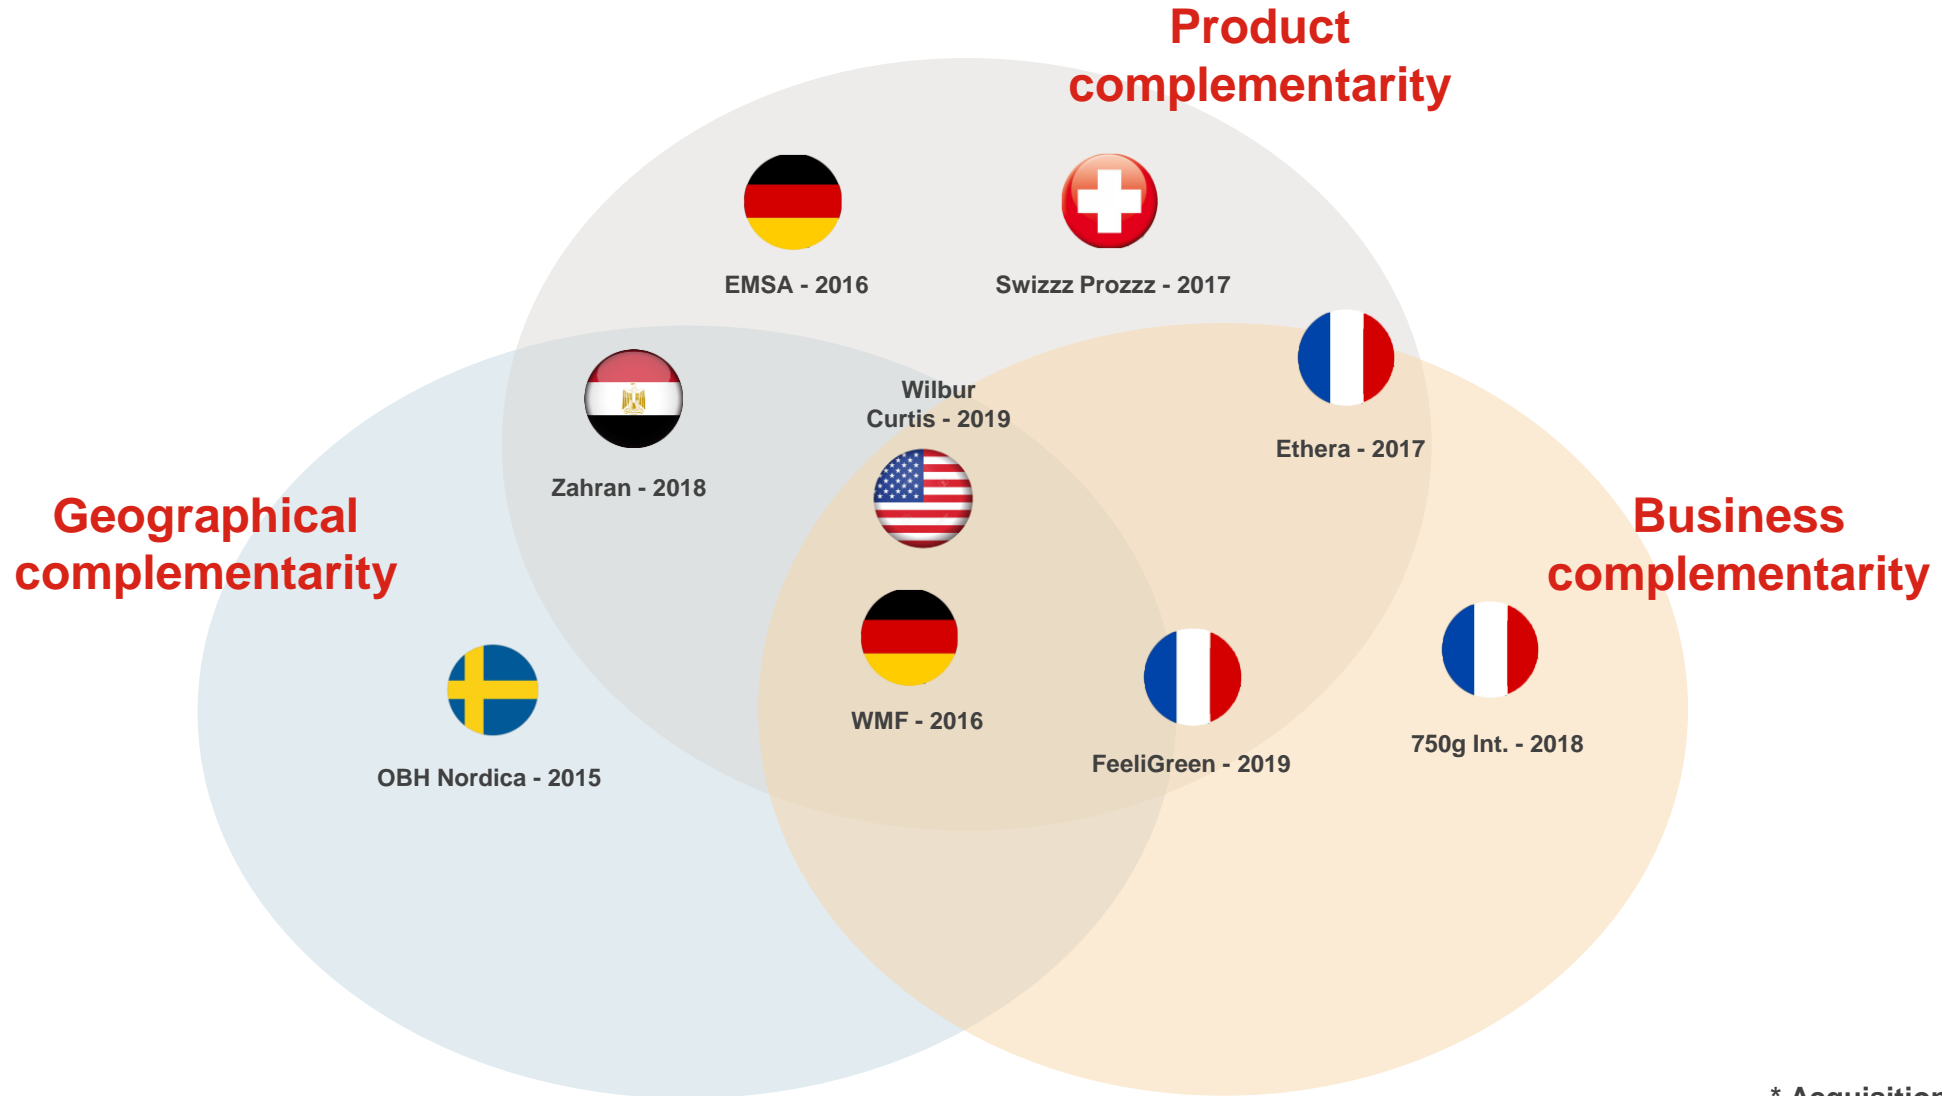 Product
complementarity
EMSA - 2016
Swizzz Prozzz - 2017
Wilbur
Curtis - 2019
Ethera - 2017
Zahran - 2018
Geographical
complementarity
Business
complementarity
WMF - 2016
OBH Nordica - 2015
FeeliGreen - 2019
750g Int. - 2018
* Acquisition